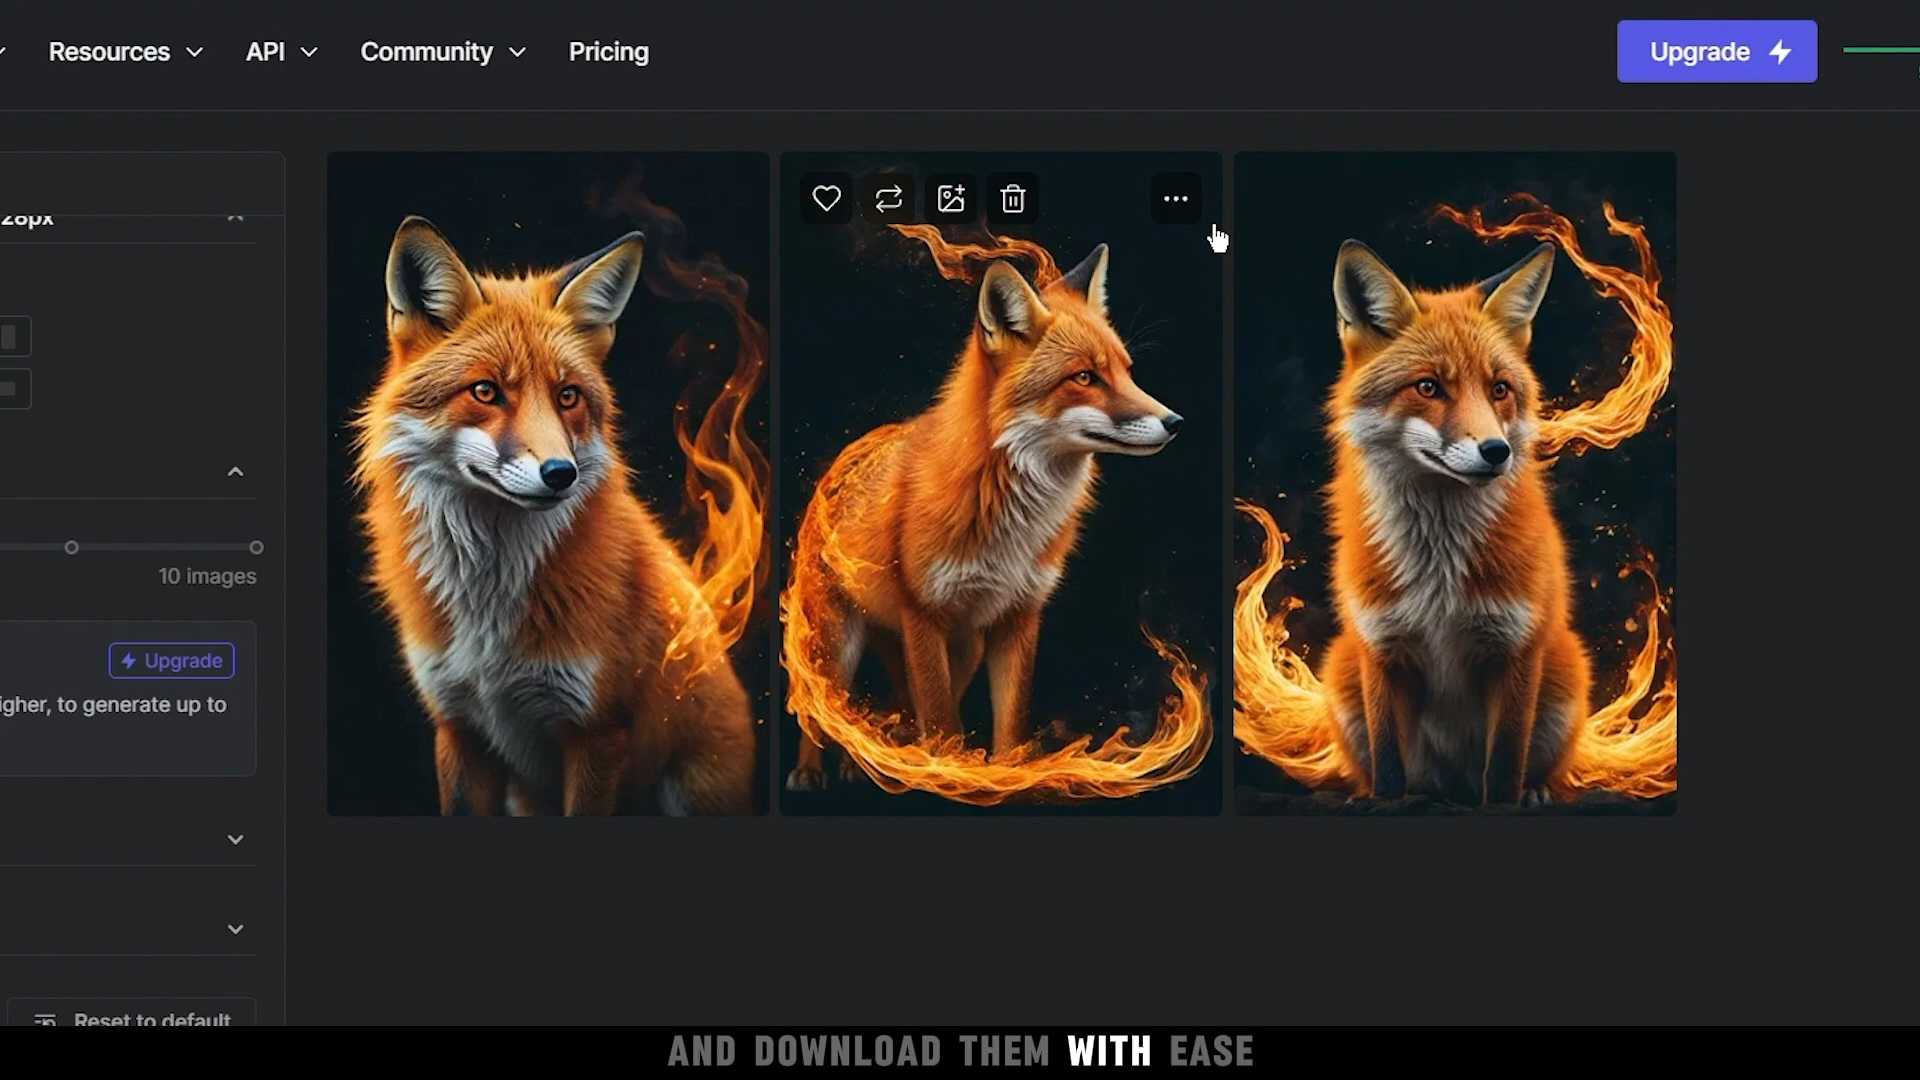 Resources API Community Pricing
Upgrade
28px
10 images
Upgrade
igher, to generate up to
Reset to default
AND DOWNLOAD THEM WITH EASE